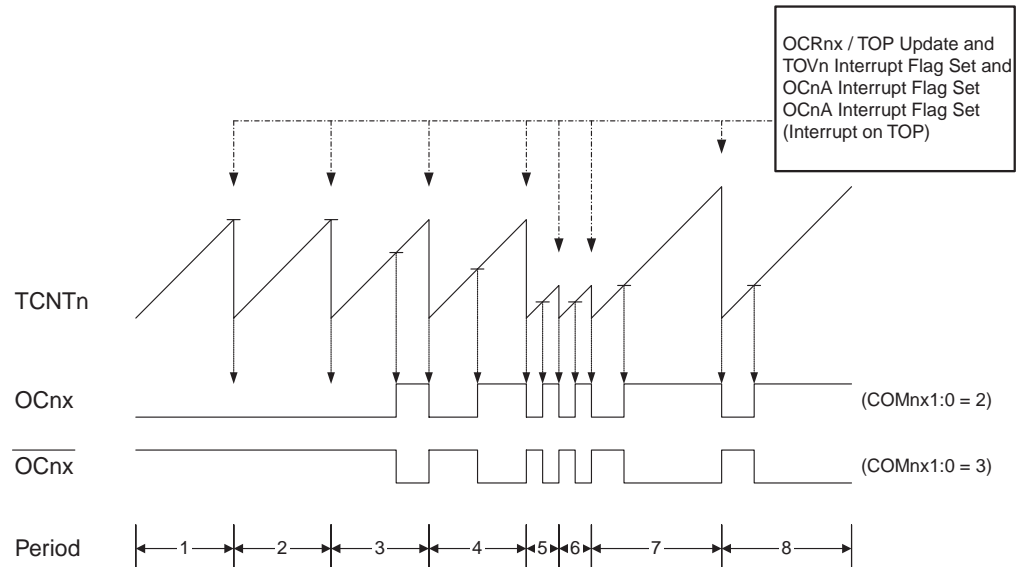 OCRnx / TOP Update and
TOVn Interrupt Flag Set and
OCnA Interrupt Flag Set
OCnA Interrupt Flag Set
(Interrupt on TOP)
TCNTn
OCnx
(COMnx1:0 = 2)
OCnx
(COMnx1:0 = 3)
Period
1 2 3 4 5 6 7 8